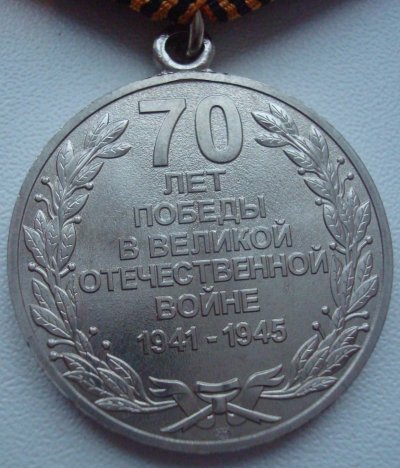 70
ЛЕТ
ПОБЕДЫ
В ВЕЛИКОЙ
ОТЕЧЕСТВЕННОЙ
ВОЙНЕ
1941 - 1945